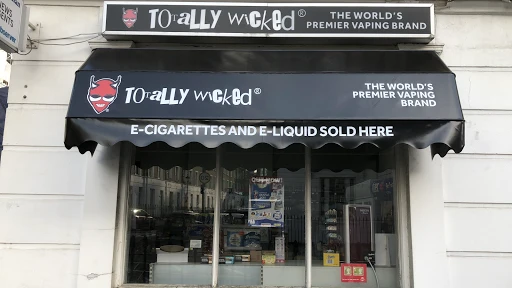 NEWS
TOTALLY WICKED®
THE WORLD'S
PREMIER VAPING BRAND
TOTALLY WICKED®
THE WORLD'S
PREMIER VAPING
BRAND
E-CIGARETTES AND E-LIQUID SOLD HERE